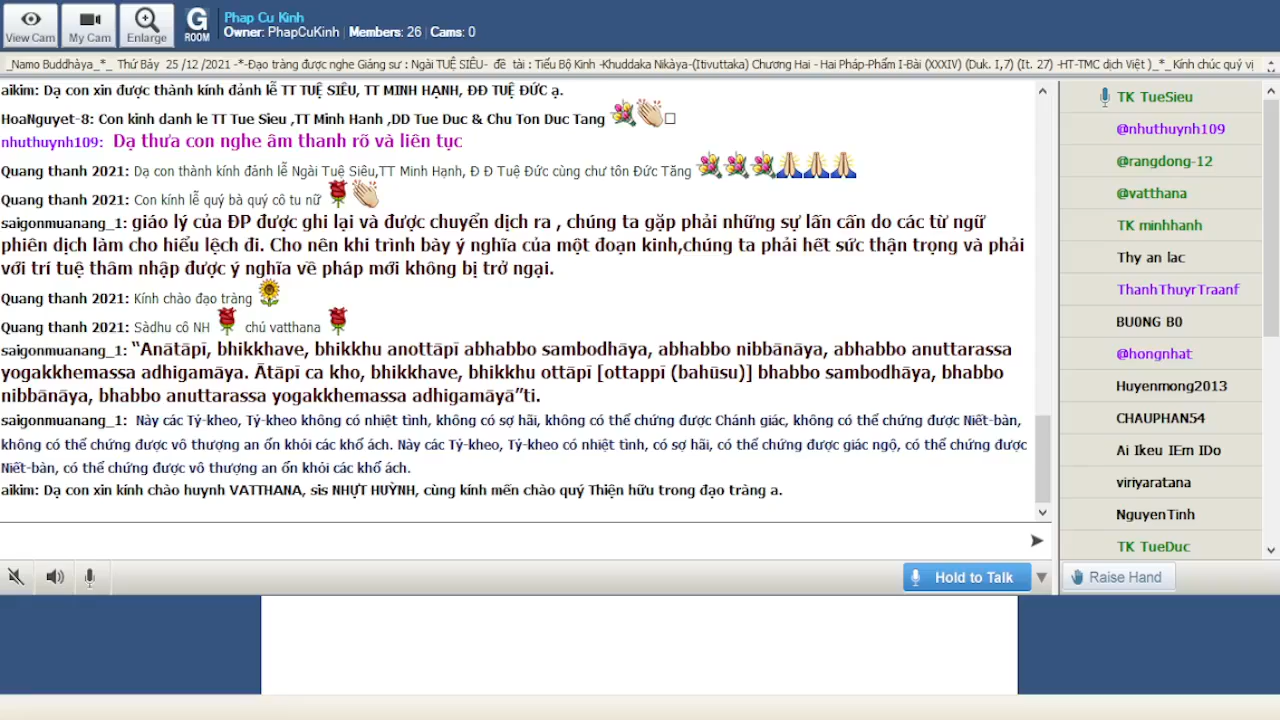 View Cam
My Cam
Enlarge
G
ROOM
Phap Cu Kinh
Owner: PhapCuKinh | Members: 26 | Cams: 0
_Namo Buddhàya_*_ Thứ Bảy 25 /12 /2021 -*-Đạo tràng được nghe Giảng sư : Ngài TUỆ SIÊU- đề tài : Tiểu Bộ Kinh -Khuddaka Nikàya-(Itivuttaka) Chương Hai - Hai Pháp-Phẩm I-Bài (XXXIV) (Duk. I,7) (It. 27) -HT-TMC dịch Việt )_*_ Kính chúc quý vị
aikim: Dạ con xin được thành kính đảnh lễ TT TUỆ SIÊU, TT MINH HẠNH, ĐĐ TUỆ ĐỨC ạ.
HoaNguyet-8: Con kinh danh le TT Tue Sieu ,TT Minh Hanh ,DD Tue Duc & Chu Ton Duc Tang
nhuthuynh109: Dạ thưa con nghe âm thanh rõ và liên tục
Quang thanh 2021: Dạ con thành kính đảnh lễ Ngài Tuệ Siêu,TT Minh Hạnh, Đ Đ Tuệ Đức cùng chư tôn Đức Tăng
Quang thanh 2021: Con kính lễ quý bà quý cô tu nữ
saigonmuanang_1: giáo lý của ĐP được ghi lại và được chuyển dịch ra , chúng ta gặp phải những sự lấn cấn do các từ ngữ
phiên dịch làm cho hiểu lệch đi. Cho nên khi trình bày ý nghĩa của một đoạn kinh,chúng ta phải hết sức thận trọng và phải
với trí tuệ thâm nhập được ý nghĩa về pháp mới không bị trở ngại.
Quang thanh 2021: Kính chào đạo tràng
Quang thanh 2021: Sàdhu cô NH chú vatthana
saigonmuanang_1: “Anātāpī, bhikkhave, bhikkhu anottāpī abhabbo sambodhāya, abhabbo nibbānāya, abhabbo anuttarassa
yogakkhemassa adhigamāya. Ātāpī ca kho, bhikkhave, bhikkhu ottāpī [ottappī (bahūsu)] bhabbo sambodhāya, bhabbo
nibbānāya, bhabbo anuttarassa yogakkhemassa adhigamāyā”ti.
saigonmuanang_1: Này các Tỷ-kheo, Tỷ-kheo không có nhiệt tình, không có sợ hãi, không có thể chứng được Chánh giác, không có thể chứng được Niết-bàn,
không có thể chứng được vô thượng an ổn khỏi các khổ ách. Này các Tỷ-kheo, Tỷ-kheo có nhiệt tình, có sợ hãi, có thể chứng được giác ngộ, có thể chứng được
Niết-bàn, có thể chứng được vô thượng an ổn khỏi các khổ ách.
aikim: Dạ con xin kính chào huynh VATTHANA, sis NHỰT HUỲNH, cùng kính mến chào quý Thiện hữu trong đạo tràng a.
TK TueSieu
@nhuthuynh109
@rangdong-12
@vatthana
TK minhhanh
Thy an lac
ThanhThuyrTraanf
BU0NG B0
@hongnhat
Huyenmong2013
CHAUPHAN54
Ai Ikeu IEm IDo
viriyaratana
NguyenTinh
TK TueDuc
Hold to Talk
Raise Hand